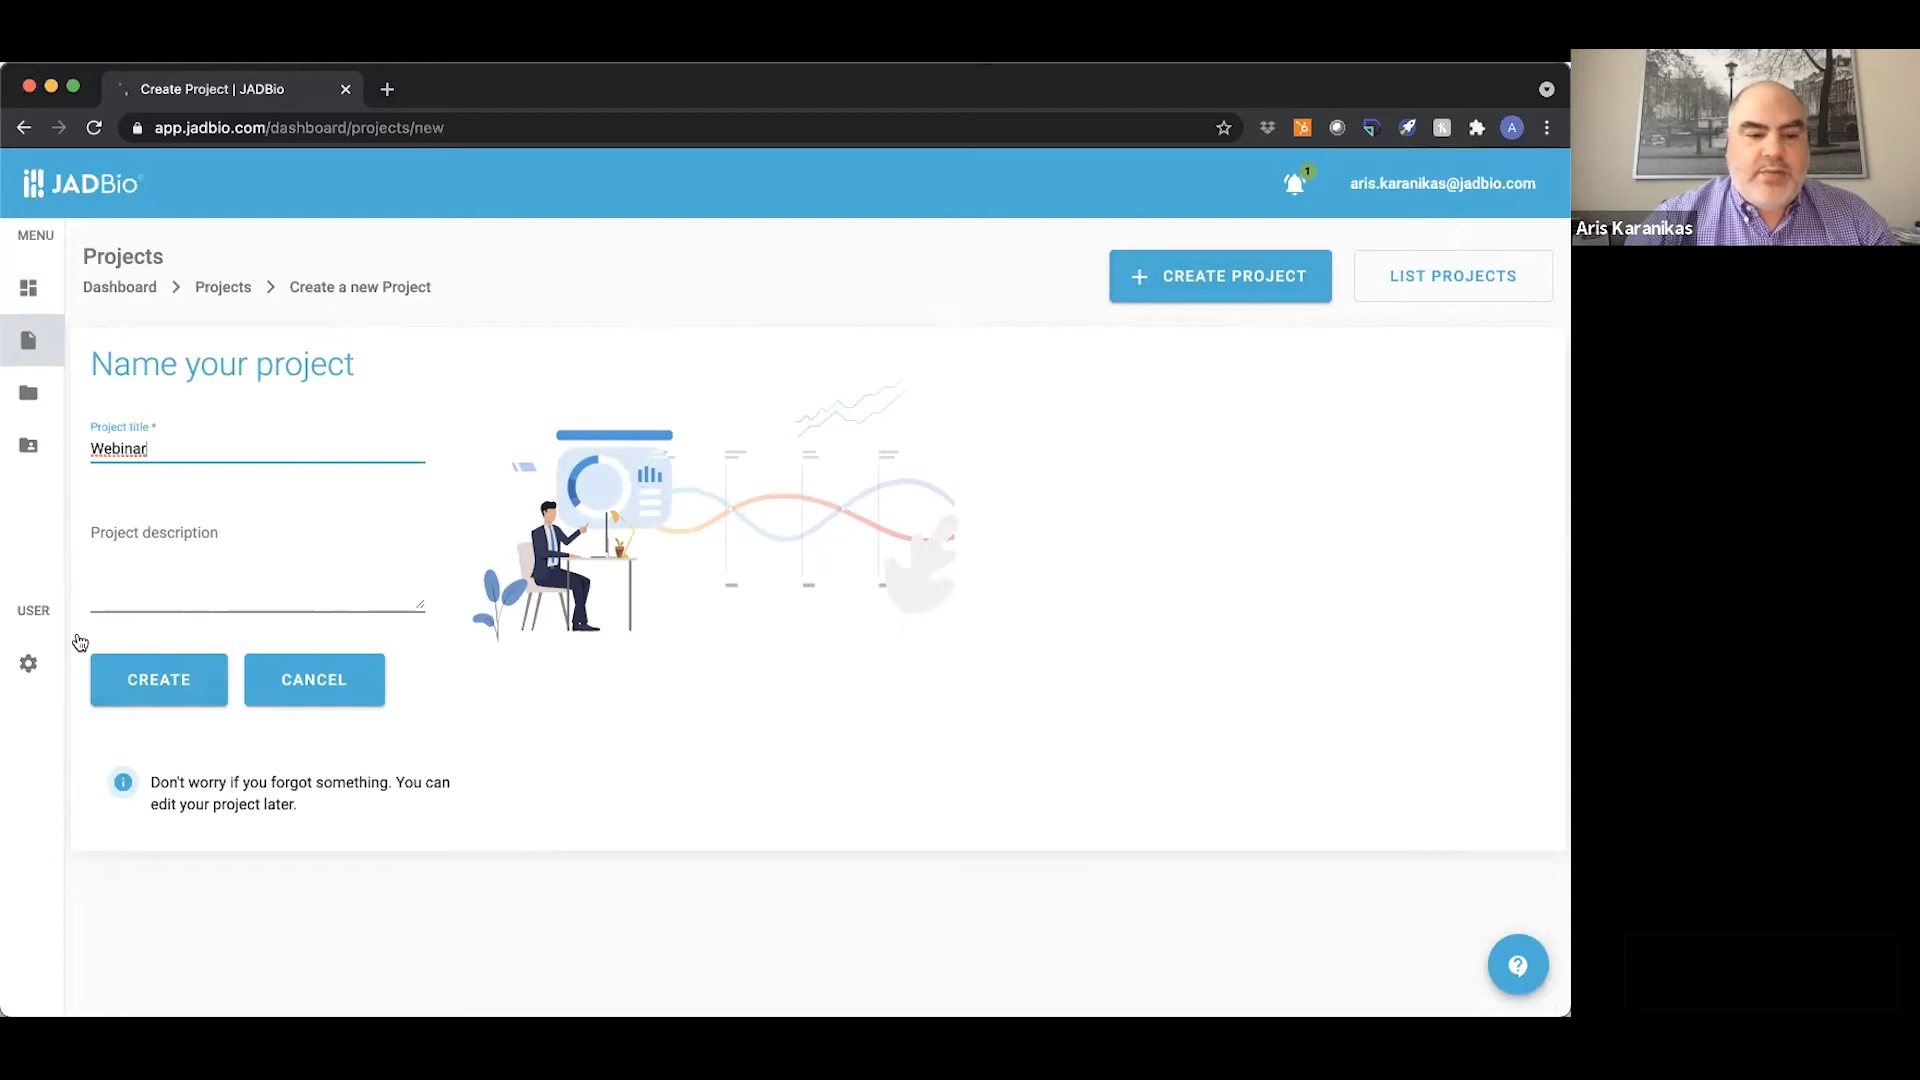 Create Project | JADBio
app.jadbio.com/dashboard/projects/new
A
JADBio
1
aris.karanikas@jadbio.com
Aris Karanikas
MENU
Projects
Dashboard > Projects > Create a new Project
+ CREATE PROJECT
LIST PROJECTS
Name your project
Project title *
Webinar
Project description
USER
CREATE
CANCEL
Don't worry if you forgot something. You can
edit your project later.